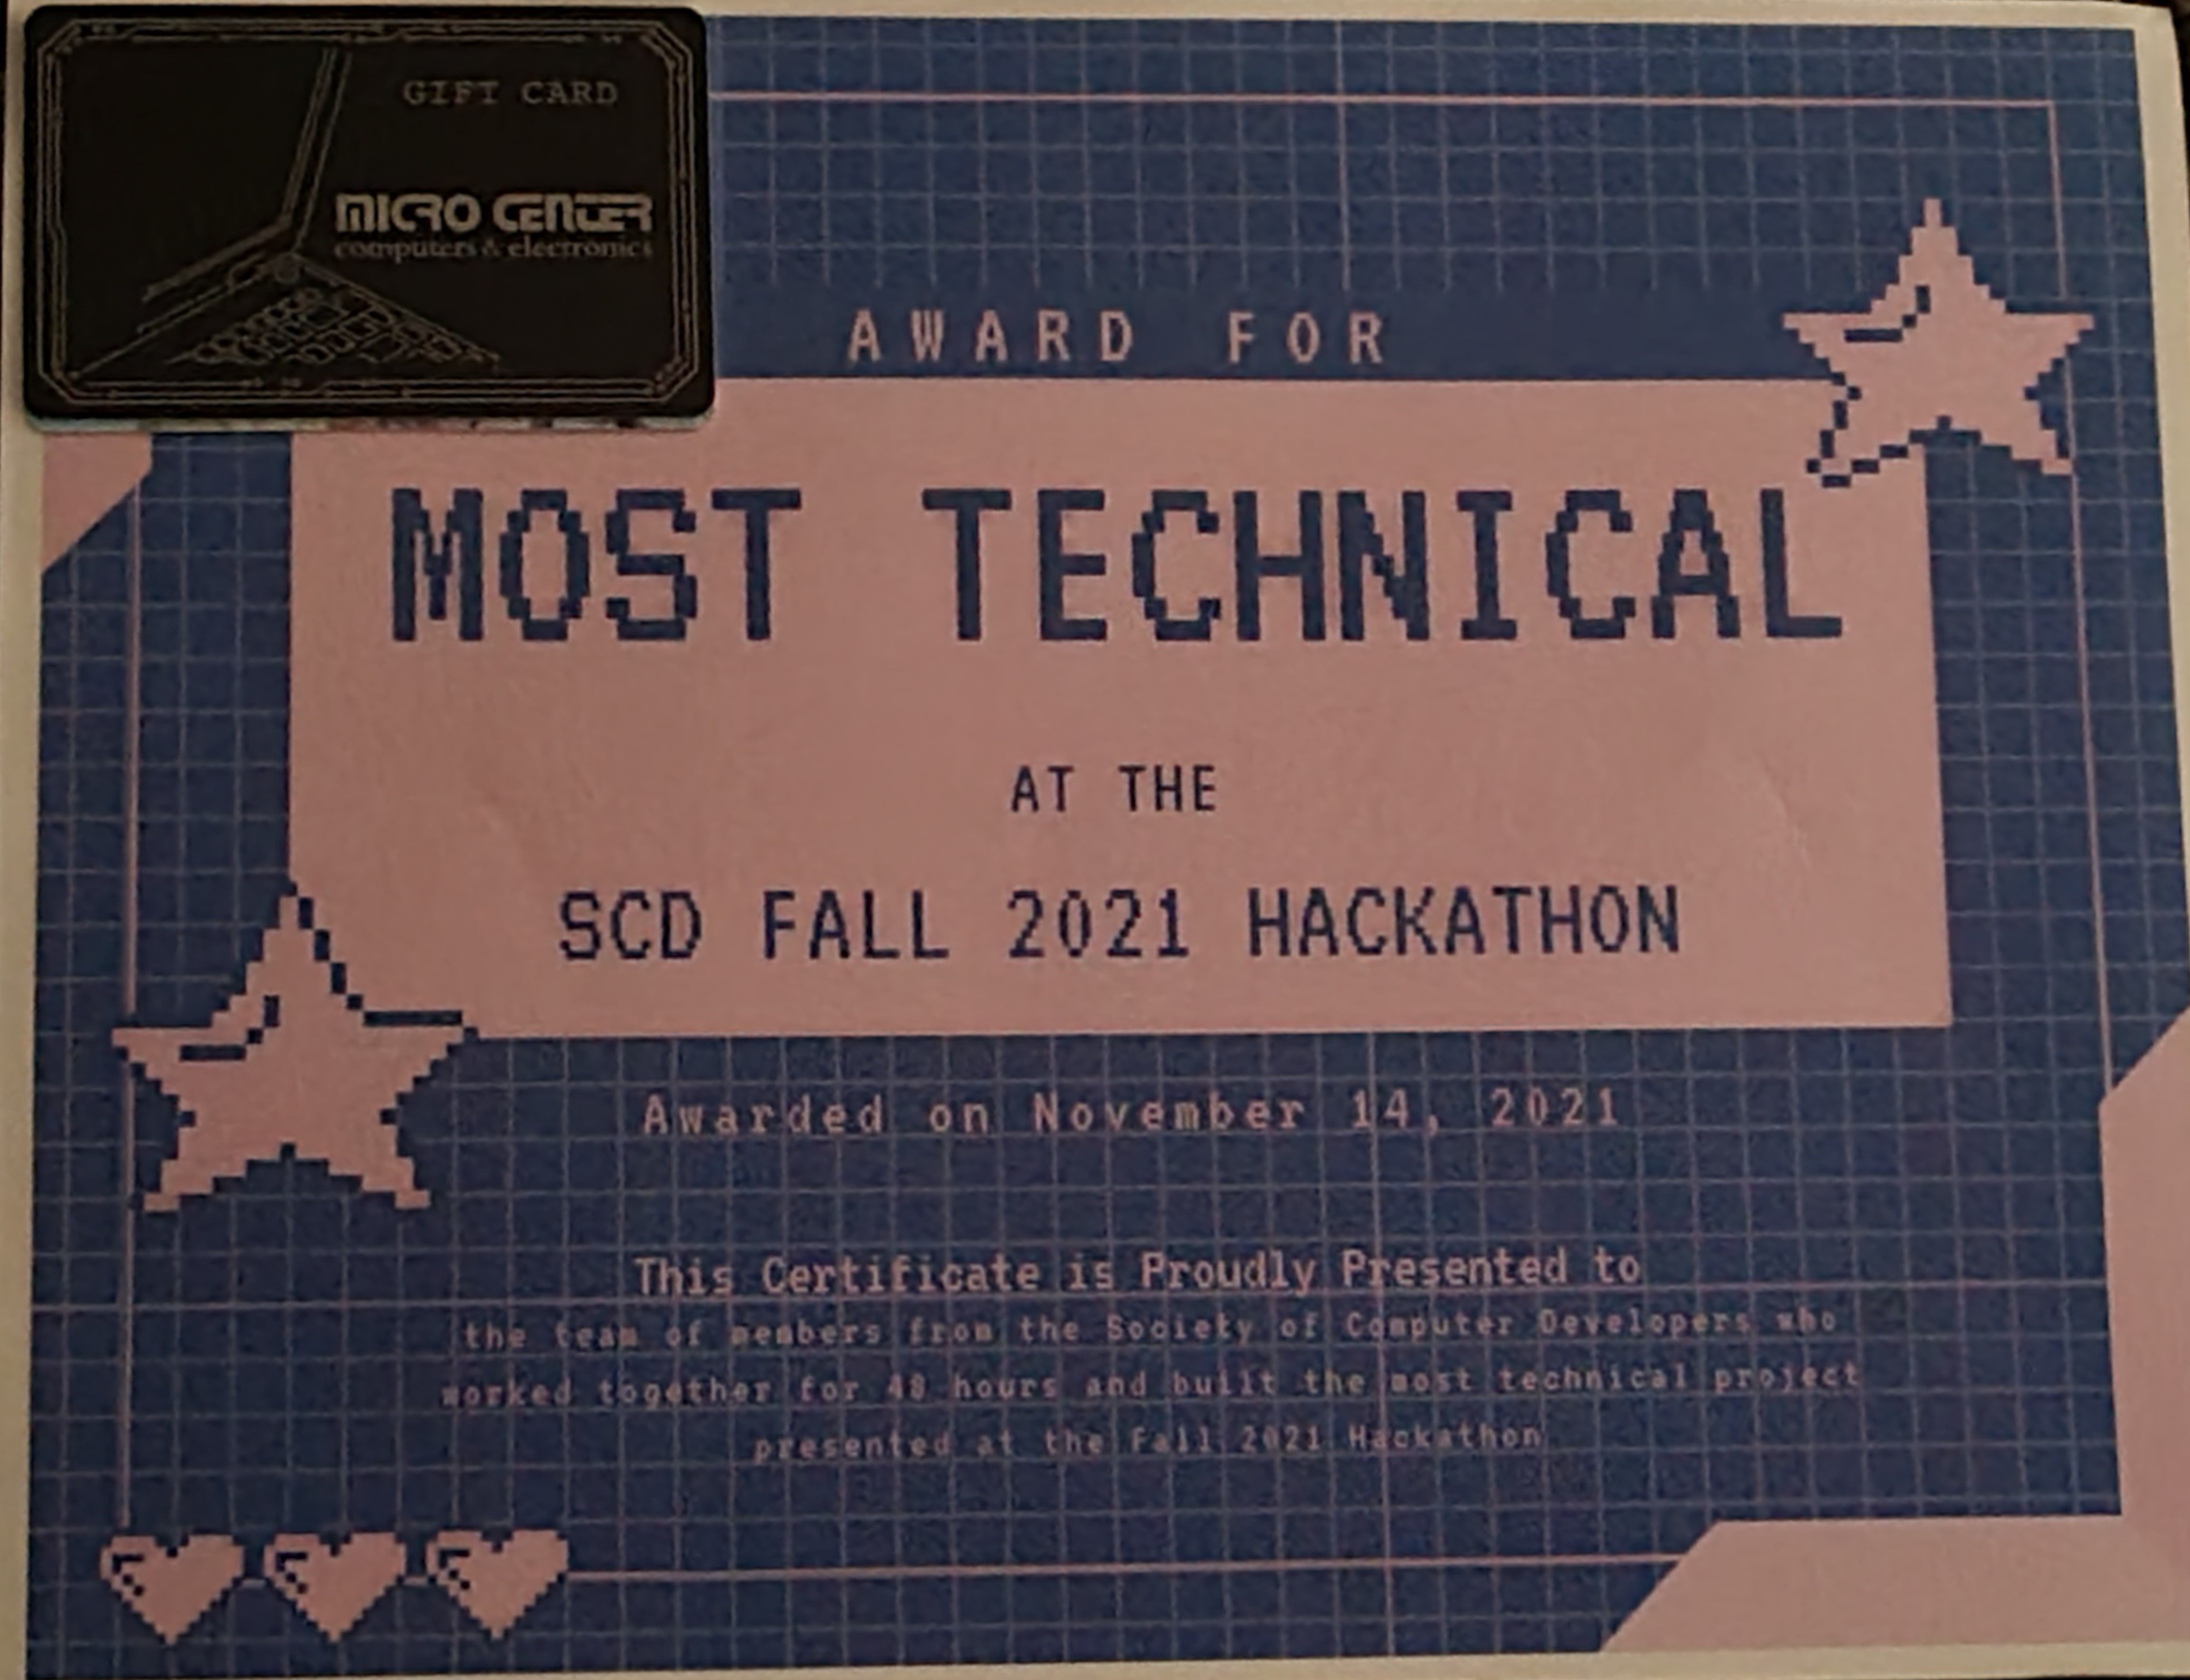 GIFT CARD
MICRO CENTER
computers & electronics
AWARD FOR
MOST TECHNICAL
AT THE
SCD FALL 2021 HACKATHON
Awarded on November 14, 2021
This Certificate is Proudly Presented to
the team of members from the Society of Computer Developers who
worked together for 48 hours and built the most technical project
presented at the Fall 2021 Hackathon